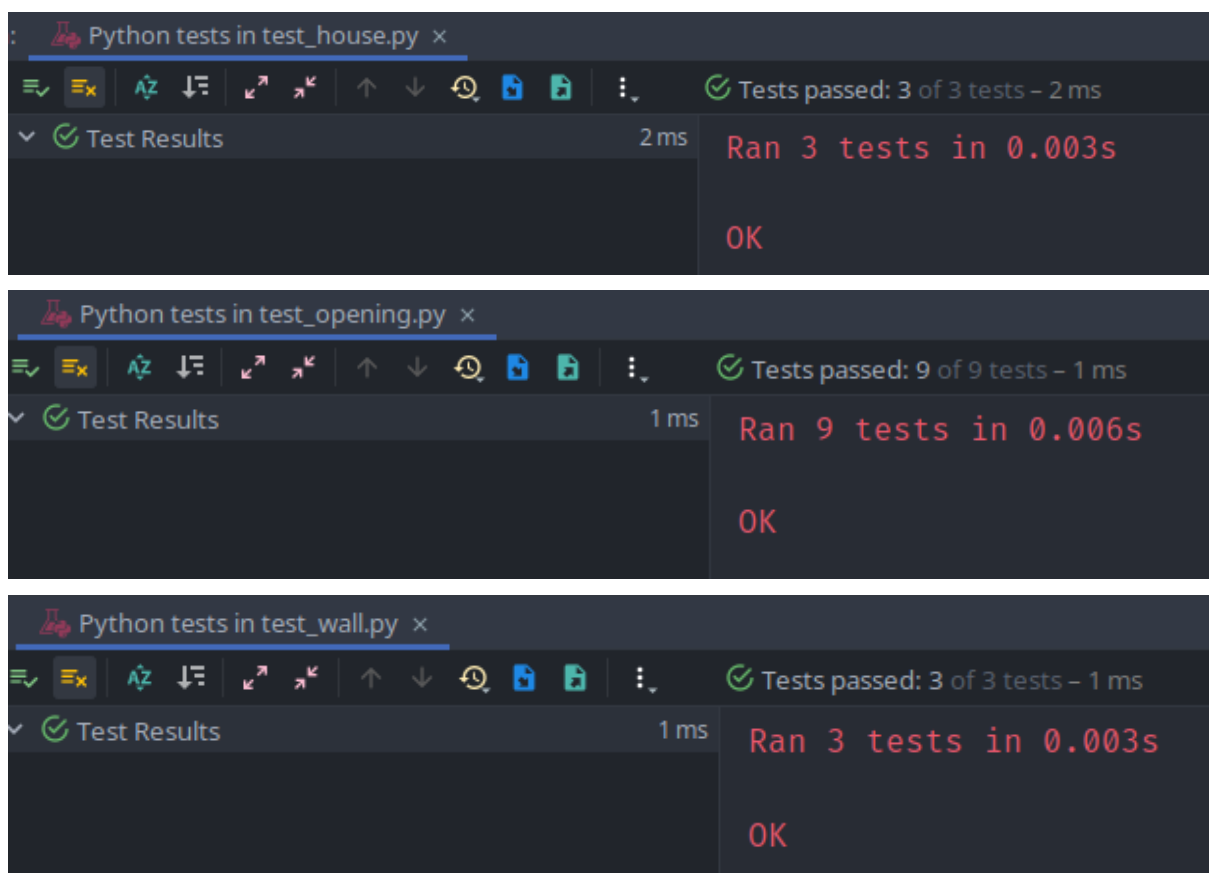 : Python tests in test_house.py ×
Tests passed: 3 of 3 tests – 2 ms
Test Results 2 ms
Ran 3 tests in 0.003s
OK
Python tests in test_opening.py ×
Tests passed: 9 of 9 tests – 1 ms
Test Results 1 ms
Ran 9 tests in 0.006s
OK
Python tests in test_wall.py ×
Tests passed: 3 of 3 tests – 1 ms
Test Results 1 ms
Ran 3 tests in 0.003s
OK